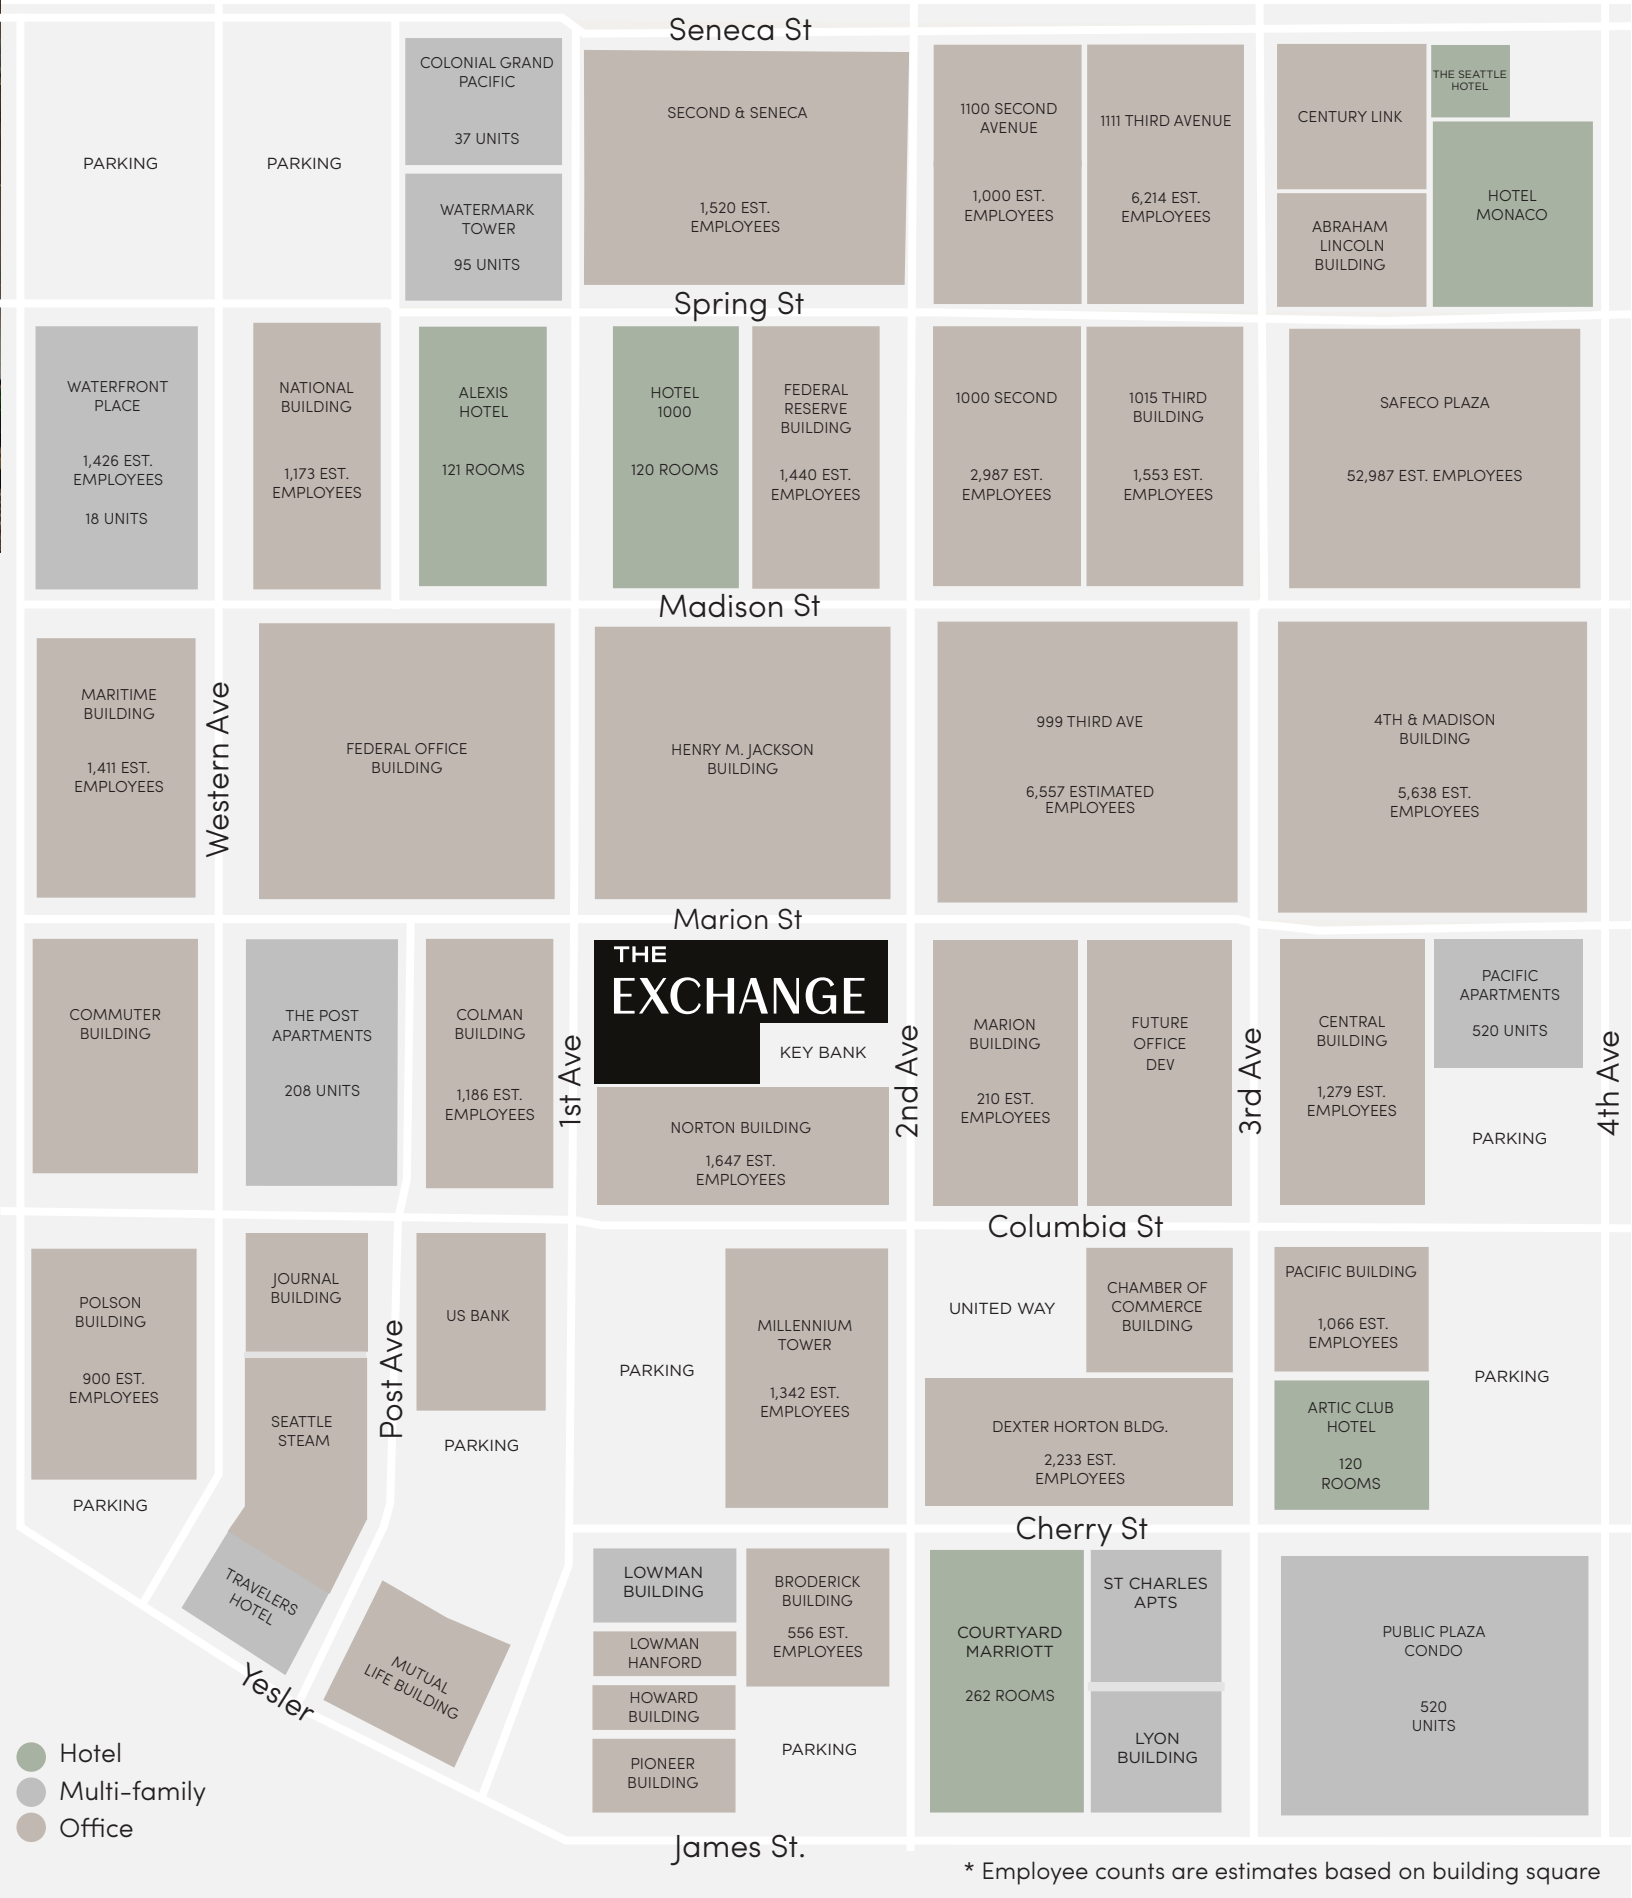 Seneca St
PARKING
PARKING
COLONIAL GRAND
PACIFIC
37 UNITS
WATERMARK
TOWER
95 UNITS
SECOND & SENECA
1,520 EST.
EMPLOYEES
1100 SECOND
AVENUE
1,000 EST.
EMPLOYEES
1111 THIRD AVENUE
6,214 EST.
EMPLOYEES
CENTURY LINK
THE SEATTLE
HOTEL
HOTEL
MONACO
ABRAHAM
LINCOLN
BUILDING
Spring St
WATERFRONT
PLACE
1,426 EST.
EMPLOYEES
18 UNITS
NATIONAL
BUILDING
1,173 EST.
EMPLOYEES
ALEXIS
HOTEL
121 ROOMS
HOTEL
1000
120 ROOMS
FEDERAL
RESERVE
BUILDING
1,440 EST.
EMPLOYEES
1000 SECOND
2,987 EST.
EMPLOYEES
1015 THIRD
BUILDING
1,553 EST.
EMPLOYEES
SAFECO PLAZA
52,987 EST. EMPLOYEES
Madison St
MARITIME
BUILDING
1,411 EST.
EMPLOYEES
Western Ave
FEDERAL OFFICE
BUILDING
HENRY M. JACKSON
BUILDING
999 THIRD AVE
6,557 ESTIMATED
EMPLOYEES
4TH & MADISON
BUILDING
5,638 EST.
EMPLOYEES
Marion St
COMMUTER
BUILDING
THE POST
APARTMENTS
208 UNITS
COLMAN
BUILDING
1,186 EST.
EMPLOYEES
1st Ave
THE
EXCHANGE
KEY BANK
NORTON BUILDING
1,647 EST.
EMPLOYEES
2nd Ave
MARION
BUILDING
210 EST.
EMPLOYEES
FUTURE
OFFICE
DEV
3rd Ave
CENTRAL
BUILDING
1,279 EST.
EMPLOYEES
PACIFIC
APARTMENTS
520 UNITS
PARKING
4th Ave
Columbia St
POLSON
BUILDING
900 EST.
EMPLOYEES
PARKING
JOURNAL
BUILDING
SEATTLE
STEAM
TRAVELERS
HOTEL
Post Ave
US BANK
PARKING
MUTUAL
LIFE BUILDING
PARKING
MILLENNIUM
TOWER
1,342 EST.
EMPLOYEES
UNITED WAY
CHAMBER OF
COMMERCE
BUILDING
DEXTER HORTON BLDG.
2,233 EST.
EMPLOYEES
PACIFIC BUILDING
1,066 EST.
EMPLOYEES
ARTIC CLUB
HOTEL
120
ROOMS
PARKING
Cherry St
LOWMAN
BUILDING
LOWMAN
HANFORD
HOWARD
BUILDING
PIONEER
BUILDING
BRODERICK
BUILDING
556 EST.
EMPLOYEES
PARKING
COURTYARD
MARRIOTT
262 ROOMS
ST CHARLES
APTS
LYON
BUILDING
PUBLIC PLAZA
CONDO
520
UNITS
Yesler
Hotel
Multi-family
Office
James St.
* Employee counts are estimates based on building square